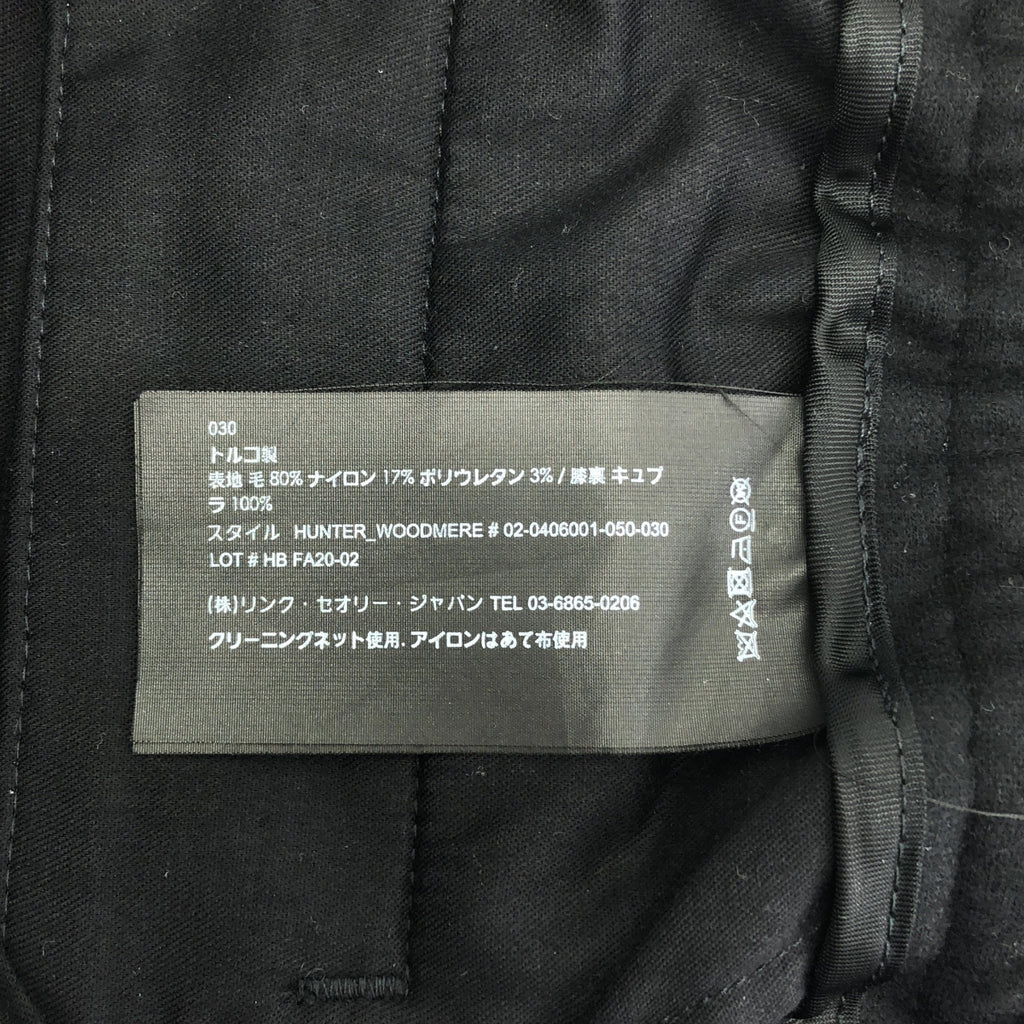 030
トルコ製
表地 毛 80% ナイロン 17% ポリウレタン 3% / 膝裏 キュプ
ラ 100%
スタイル HUNTER_WOODMERE # 02-0406001-050-030
LOT # HB FA20-02
(株)リンク・セオリー・ジャパン TEL 03-6865-0206
クリーニングネット使用. アイロンはあて布使用
F